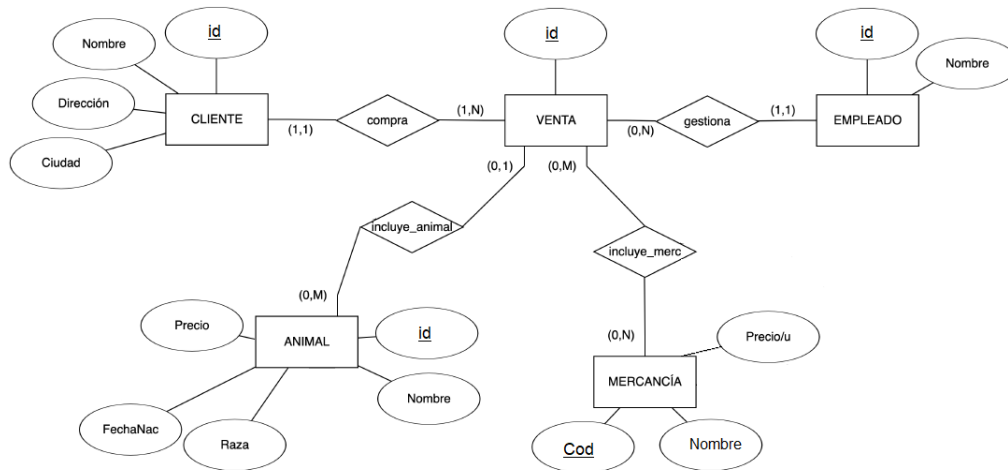 id
id
id
Nombre
Nombre
Dirección
CLIENTE
(1,1)
compra
(1,N)
VENTA
(0,N)
gestiona
(1,1)
EMPLEADO
Ciudad
(0,1)
(0,M)
incluye_animal
incluye_merc
(0,M)
Precio
id
ANIMAL
(0,N)
Precio/u
MERCANCÍA
Nombre
FechaNac
Raza
Cod
Nombre